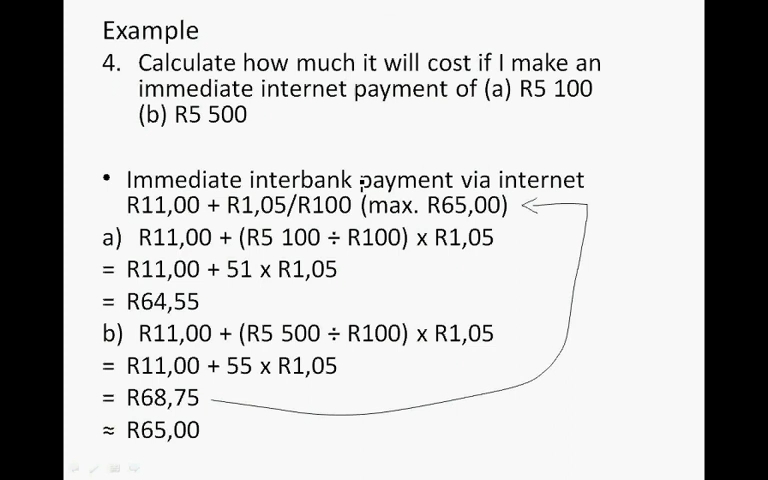 Example
4. Calculate how much it will cost if I make an
immediate internet payment of (a) R5 100
(b) R5 500
• Immediate interbank payment via internet
R11,00 + R1,05/R100 (max. R65,00)
a) R11,00 + (R5 100 ÷ R100) x R1,05
= R11,00 + 51 x R1,05
= R64,55
b) R11,00 + (R5 500 ÷ R100) x R1,05
= R11,00 + 55 x R1,05
= R68,75
≈ R65,00